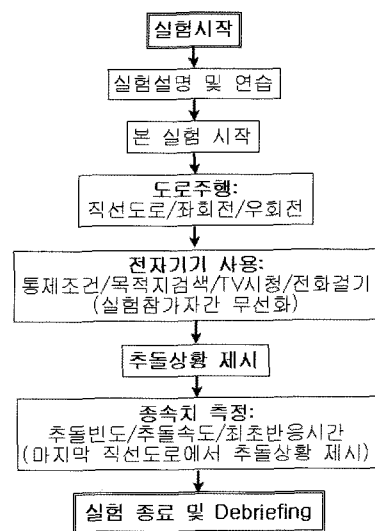 실험시작
실험설명 및 연습
본 실험 시작
도로주행:
직선도로/좌회전/우회전
전자기기 사용:
통제조건/목적지검색/TV시청/전화걸기
(실험참가자간 무선화)
추돌상황 제시
종속치 측정:
추돌빈도/추돌속도/최초반응시간
(마지막 직선도로에서 추돌상황 제시)
실험 종료 및 Debriefing